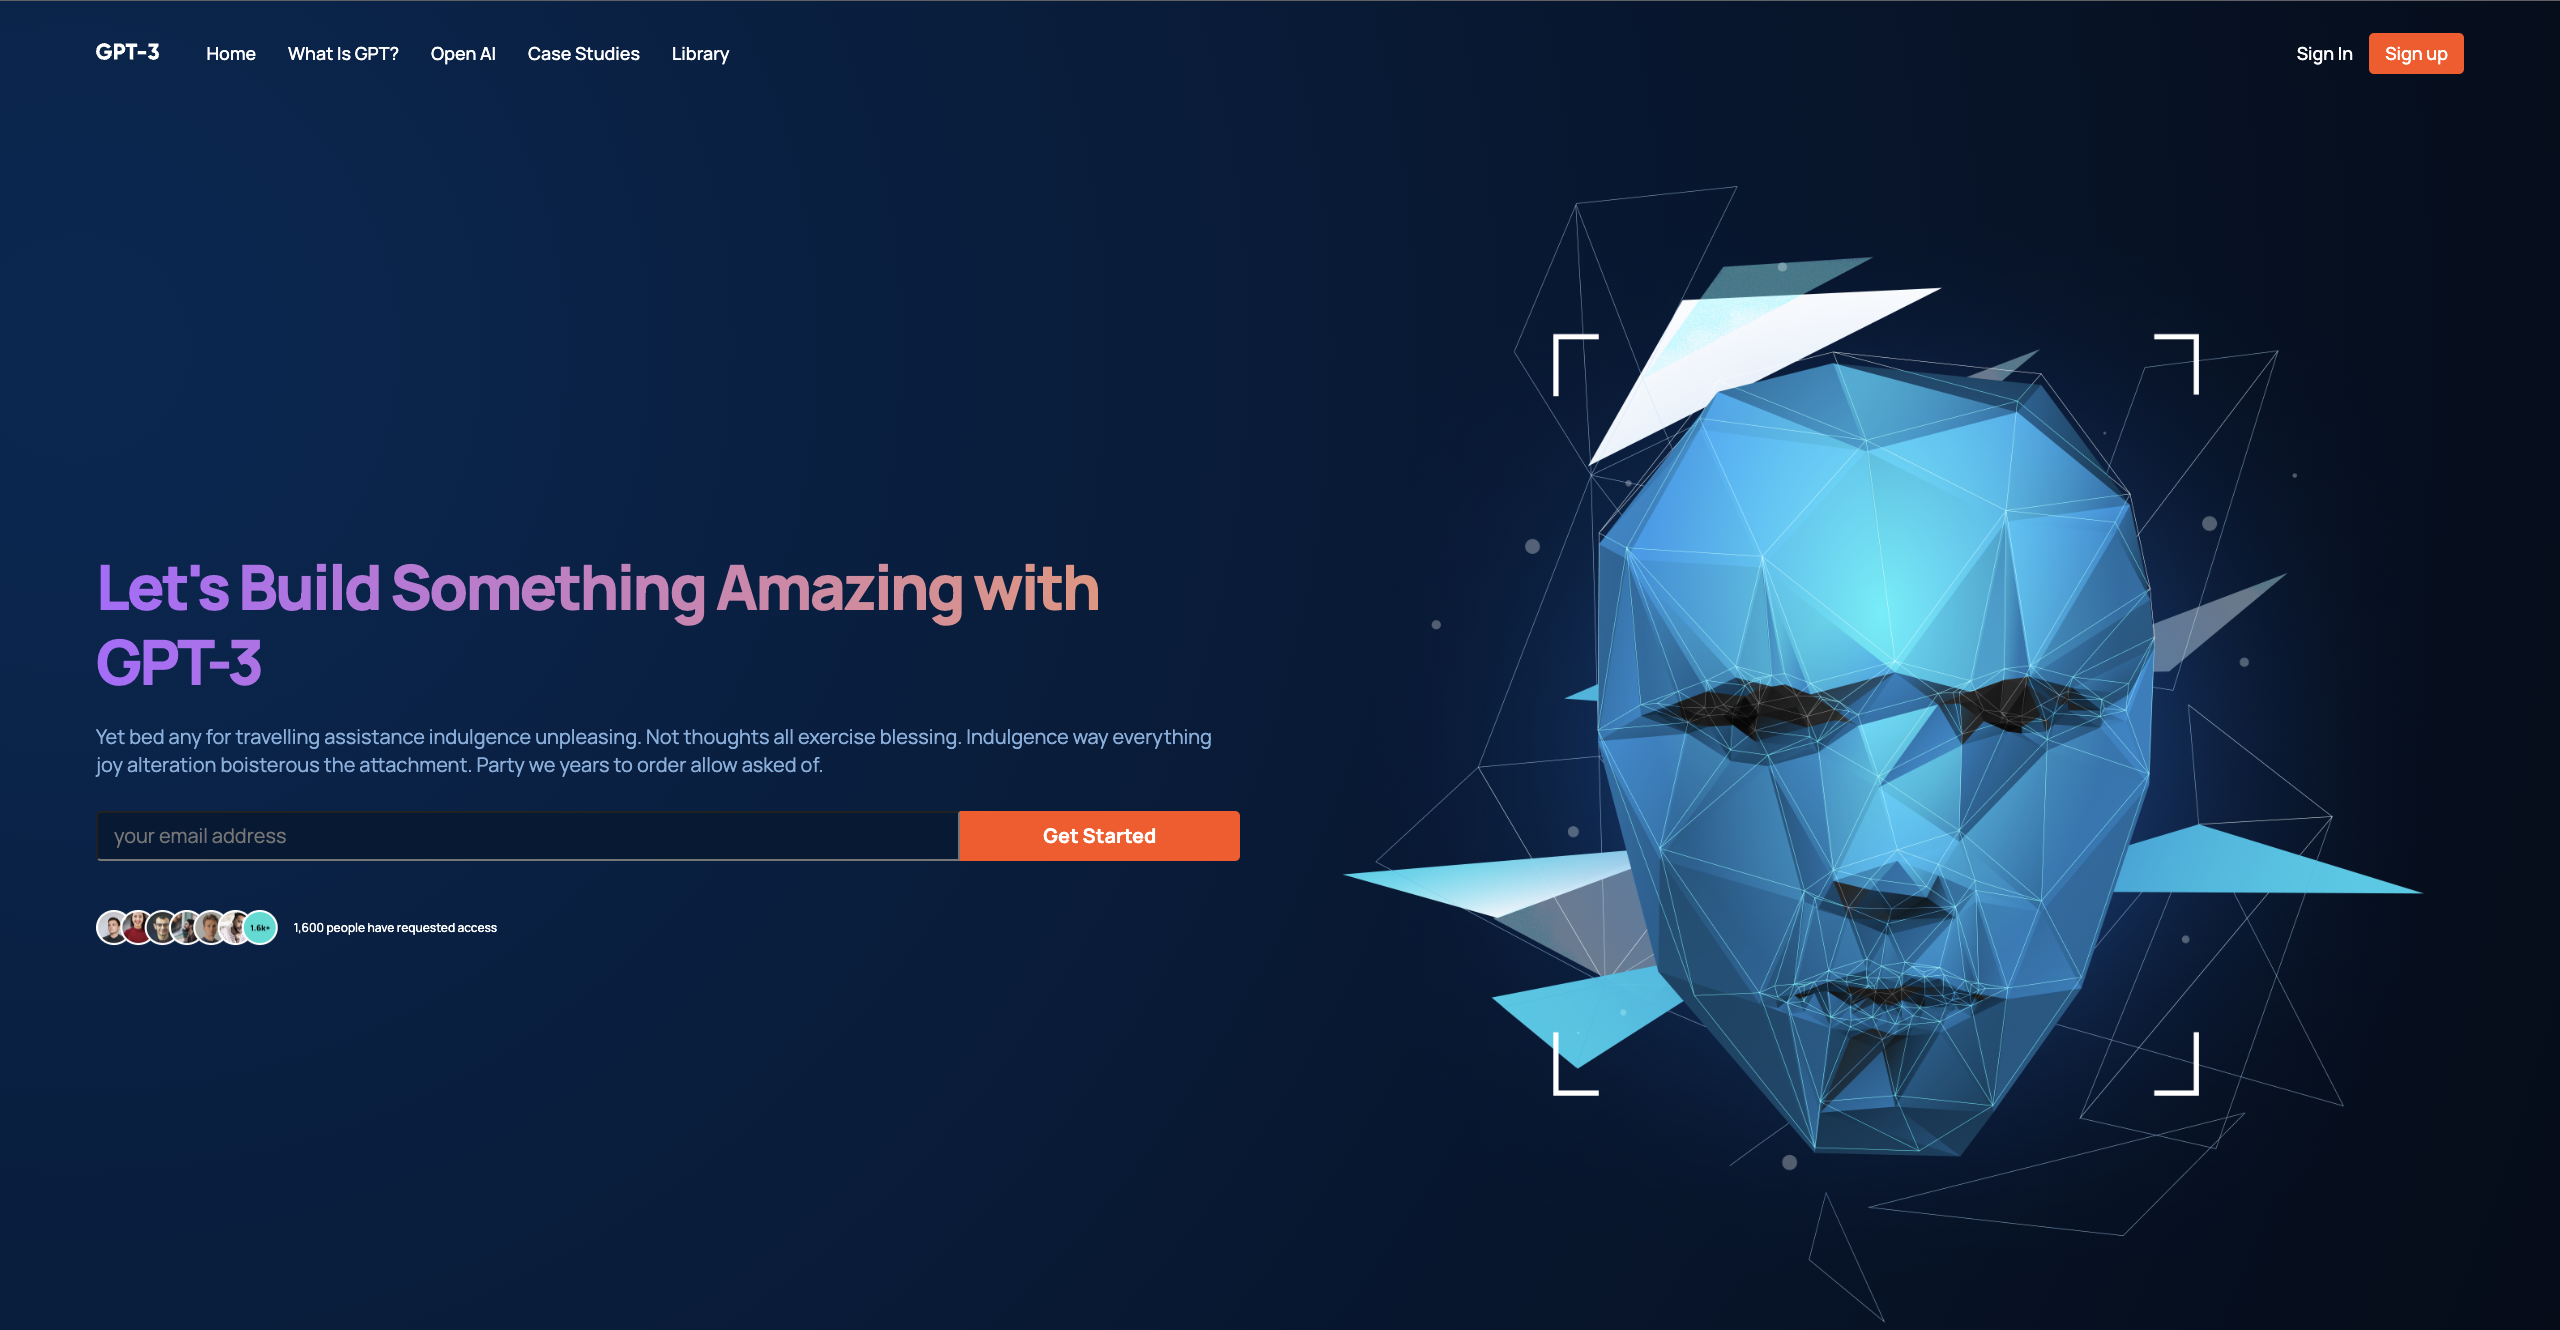 GPT-3
Home
What Is GPT?
Open AI
Case Studies
Library
Sign In
Sign up
Let's Build Something Amazing with
GPT-3
Yet bed any for travelling assistance indulgence unpleasing. Not thoughts all exercise blessing. Indulgence way everything
joy alteration boisterous the attachment. Party we years to order allow asked of.
your email address
Get Started
1.6k+
1,600 people have requested access